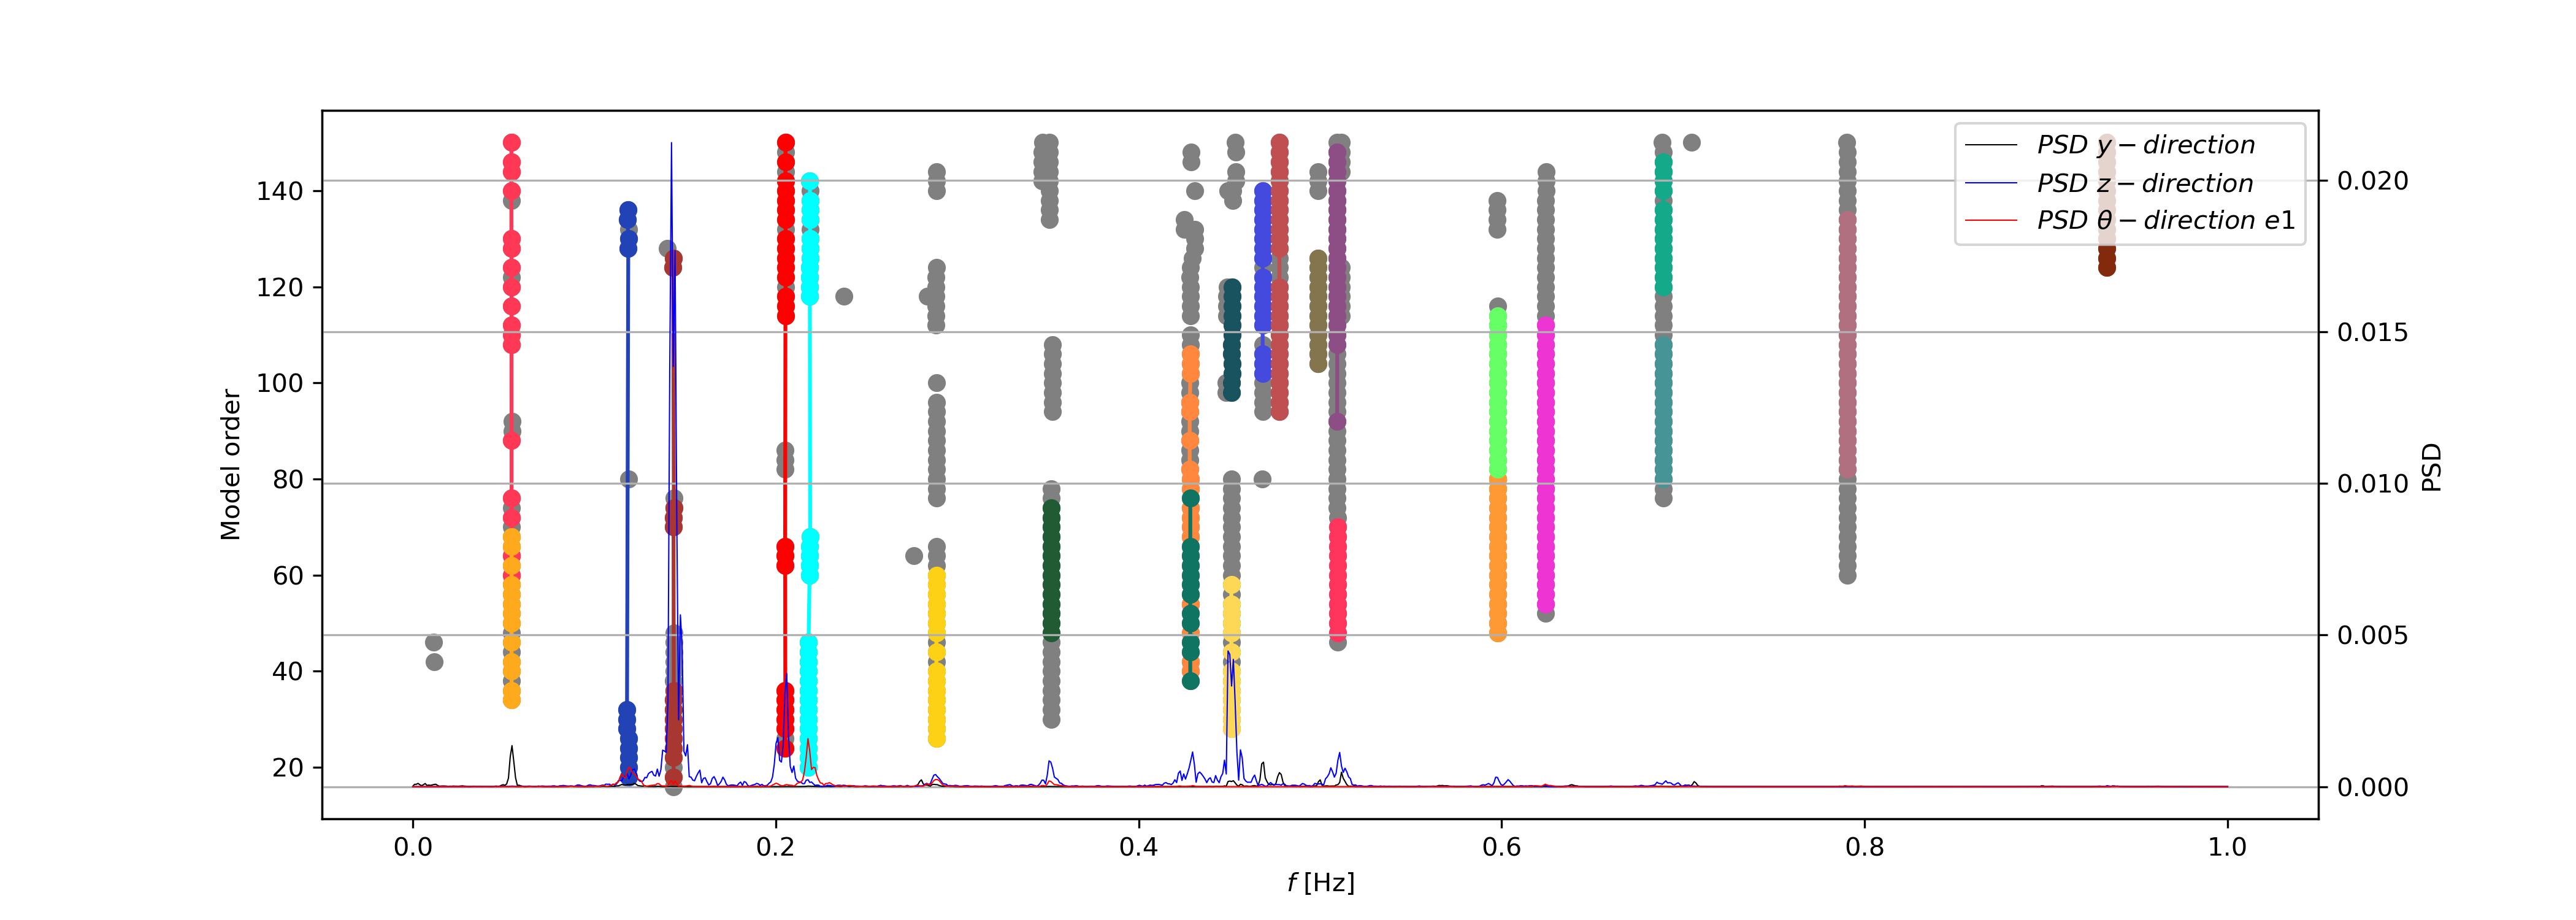 PSD y − direction
PSD z − direction
PSD θ − direction e1
140
120
100
80
60
40
20
Model order
0.020
0.015
0.010
0.005
0.000
PSD
0.0 0.2 0.4 0.6 0.8 1.0
f [Hz]